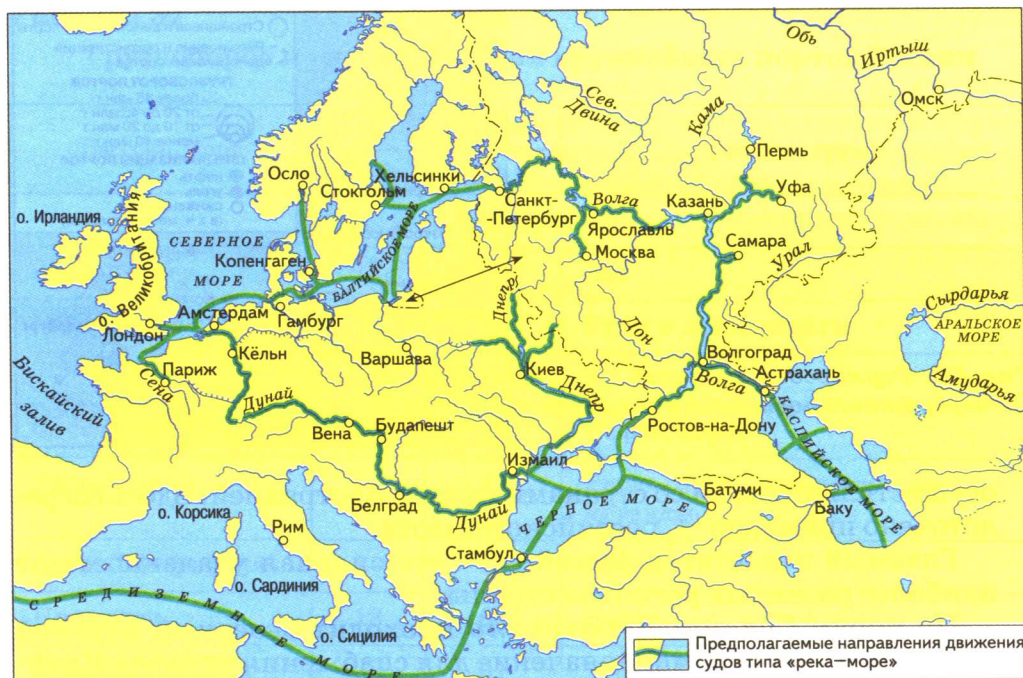 Обь
Иртыш
Омск
Сев.
Двина
Кама
Пермь
Осло
Хельсинки
Стокгольм
Санкт-
-Петербург
Волга
Казань
Уфа
о. Ирландия
о. Великобритания
СЕВЕРНОЕ
МОРЕ
Ярославль
Москва
Самара
Урал
Копенгаген
БАЛТИЙСКОЕ МОРЕ
Днепр
Дон
Сырдарья
АРАЛЬСКОЕ
МОРЕ
Амстердам
Гамбург
Лондон
Варшава
Кёльн
Киев
Волгоград
Волга
Астрахань
Амударья
Париж
Сена
Днепр
Бискайский
залив
Дунай
Вена
Будапешт
Ростов-на-Дону
КАСПИЙСКОЕ МОРЕ
Измаил
Белград
Дунай
ЧЕРНОЕ МОРЕ
Батуми
Баку
о. Корсика
Рим
Стамбул
о. Сардиния
СРЕДИЗЕМНОЕ МОРЕ
о. Сицилия
Предполагаемые направления движения
судов типа «река—море»